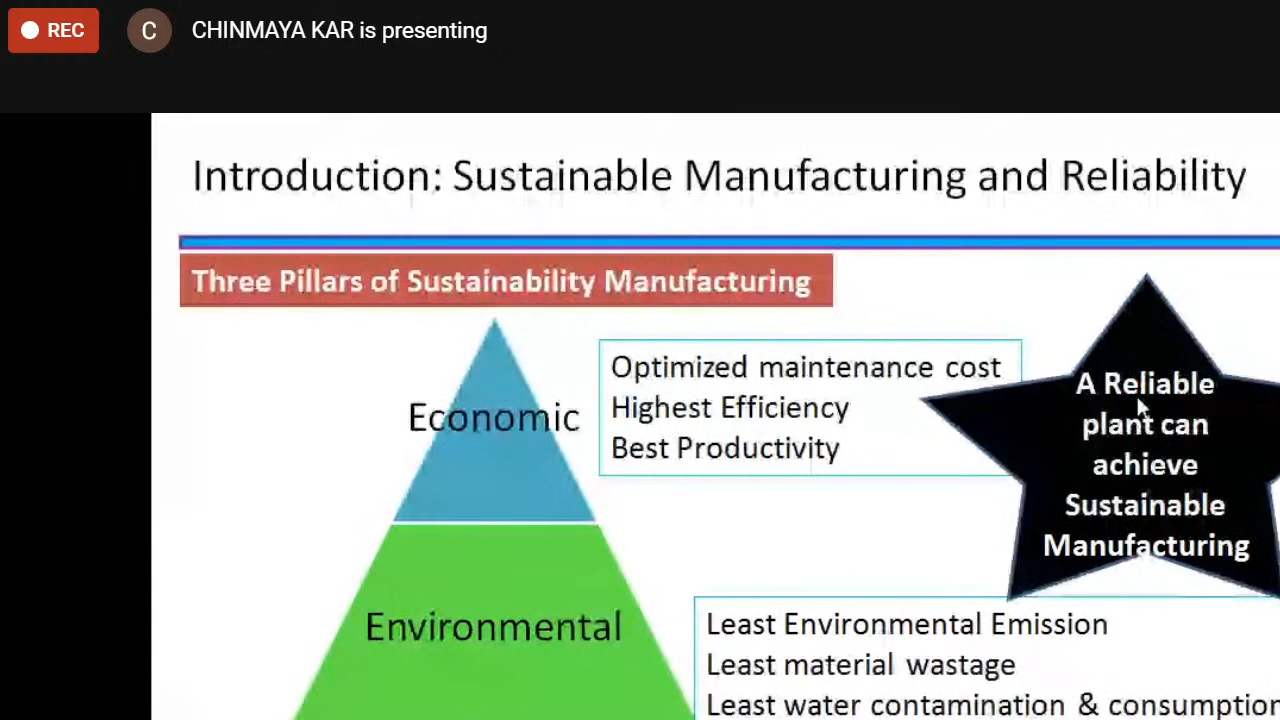 REC
C
CHINMAYA KAR is presenting
Introduction: Sustainable Manufacturing and Reliability
Three Pillars of Sustainability Manufacturing
Economic
Optimized maintenance cost
Highest Efficiency
Best Productivity
A Reliable
plant can
achieve
Sustainable
Manufacturing
Environmental
Least Environmental Emission
Least material wastage
Least water contamination & consumption